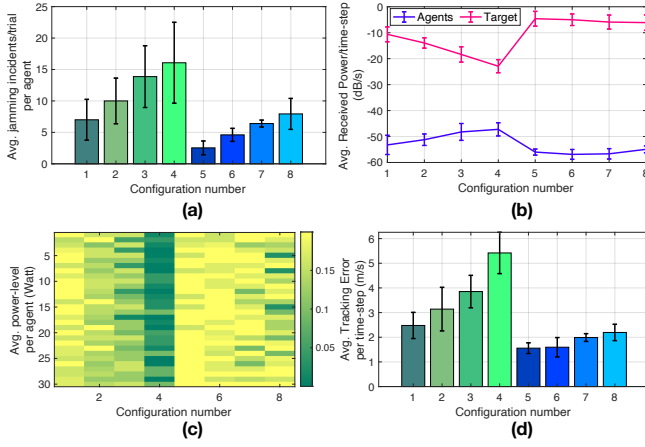 25
20
15
10
5
0
Avg. jamming incidents/trial
per agent
1 2 3 4 5 6 7 8
Configuration number
(a)
Agents Target
0
-10
-20
-30
-40
-50
-60
Avg. Received Power/time-step
(dB/s)
1 2 3 4 5 6 7 8
Configuration number
(b)
5
10
15
20
25
30
Avg. power-level
per agent (Watt)
2 4 6 8
Configuration number
0.15
0.1
0.05
(c)
6
5
4
3
2
1
0
Avg. Tracking Error
per time-step (m/s)
1 2 3 4 5 6 7 8
Configuration number
(d)